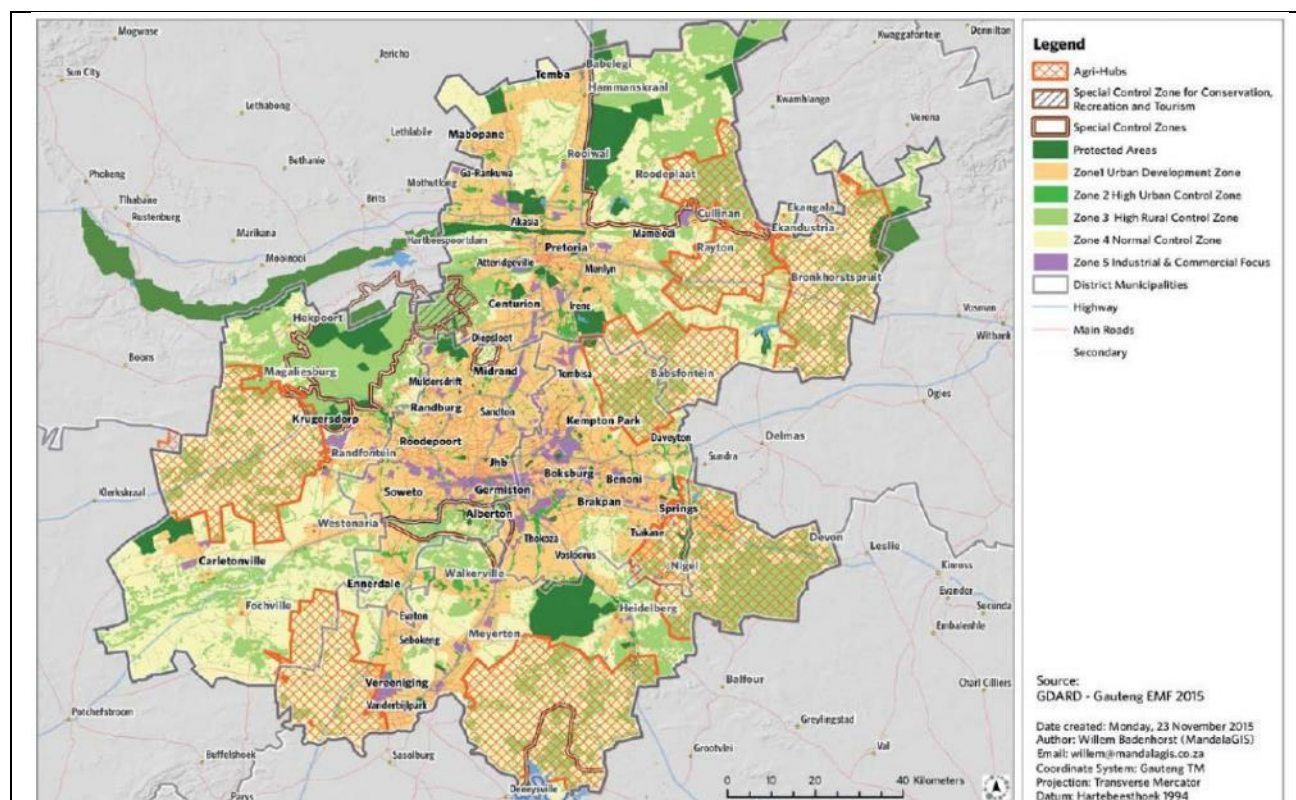 Mogwase
Sun City
Jericho
Lethabong
Lethlabile
Bethanie
Phokeng
Tlhabane
Rustenburg
Brits
Marikana
Mooinooi
Mothutlong
Hartbeespoortdam
Boons
Klerkskraal
Potchefstroom
Buffelshoek
Parys
Sasolburg
Deneysville
Temba
Babelegi
Hammanskraal
Mabopane
Rooiwal
Ga-Rankuwa
Roodeplaat
Akasia
Mamelodi
Cullinan
Ekangala
Ekandustria
Pretoria
Rayton
Atteridgeville
Menlyn
Bronkhorstspruit
Centurion
Irene
Hekpoort
Diepsloot
Magaliesburg
Midrand
Tembisa
Babsfontein
Muldersdrift
Randburg
Sandton
Kempton Park
Krugersdorp
Roodepoort
Daveyton
Randfontein
Jhb
Boksburg
Benoni
Soweto
Germiston
Brakpan
Springs
Westonaria
Alberton
Thokoza
Tsakane
Devon
Vosloorus
Nigel
Carletonville
Walkerville
Ennerdale
Fochville
Evaton
Heidelberg
Sebokeng
Meyerton
Vereeniging
Vanderbijlpark
Kwaggafontein
Dennilton
Kwamhlanga
Verena
Vosman
Witbank
Ogies
Delmas
Sundra
Leslie
Kinross
Evander
Secunda
Embalenhle
Balfour
Charl Cilliers
Greylingstad
Grootvlei
Val
0 10 20 40 Kilometers
Legend
Agri-Hubs
Special Control Zone for Conservation,
Recreation and Tourism
Special Control Zones
Protected Areas
Zone1 Urban Development Zone
Zone 2 High Urban Control Zone
Zone 3 High Rural Control Zone
Zone 4 Normal Control Zone
Zone 5 Industrial & Commercial Focus
District Municipalities
Highway
Main Roads
Secondary
Source:
GDARD - Gauteng EMF 2015
Date created: Monday, 23 November 2015
Author: Willem Badenhorst (MandalaGIS)
Email: willem@mandalagis.co.za
Coordinate System: Gauteng TM
Projection: Transverse Mercator
Datum: Hartebeesthoek 1994